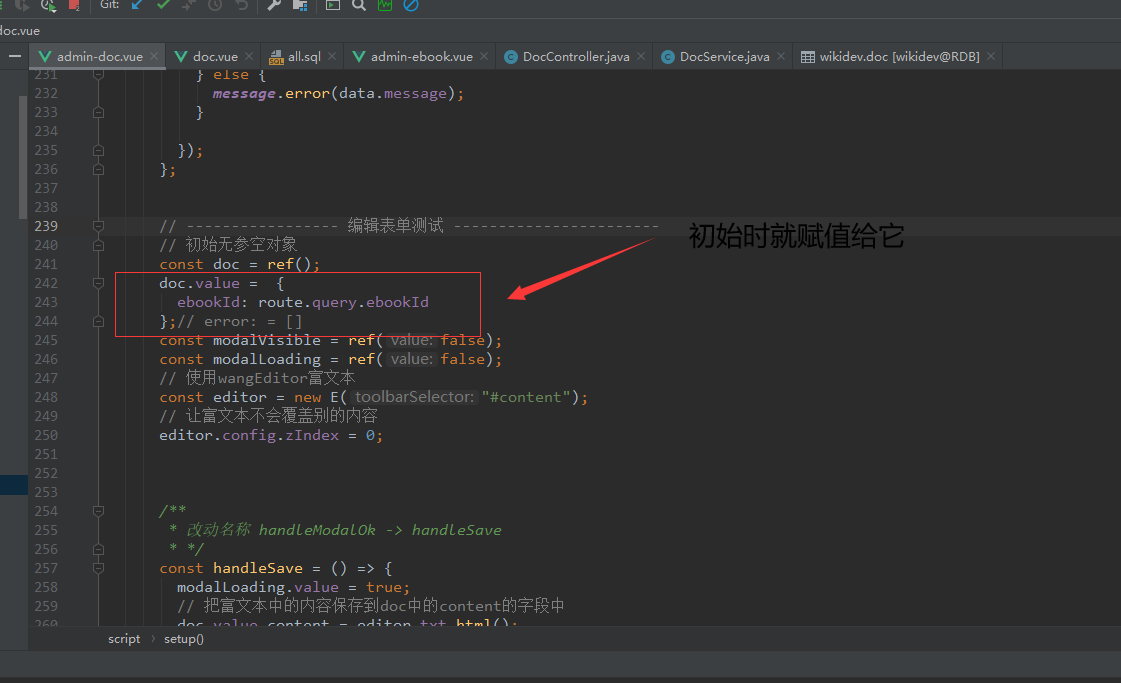 Git:
doc.vue
admin-doc.vue doc.vue all.sql admin-ebook.vue DocController.java DocService.java wikidev.doc [wikidev@RDB]
231 } else {
232 message.error(data.message);
233 }
234
235 });
236 };
237
238
239 // ----------------- 编辑表单测试 -----------------------
初始时就赋值给它
240 // 初始无参空对象
241 const doc = ref();
242 doc.value = {
243 ebookId: route.query.ebookId
244 };// error: = []
245 const modalVisible = ref( value: false);
246 const modalLoading = ref( value: false);
247 // 使用wangEditor富文本
248 const editor = new E( toolbarSelector: "#content");
249 // 让富文本不会覆盖别的内容
250 editor.config.zIndex = 0;
251
252
253
254 /**
255 * 改动名称 handleModalOk -> handleSave
256 * */
257 const handleSave = () => {
258 modalLoading.value = true;
259 // 把富文本中的内容保存到doc中的content的字段中
260 doc.value.content = editor.txt.html();
script › setup()